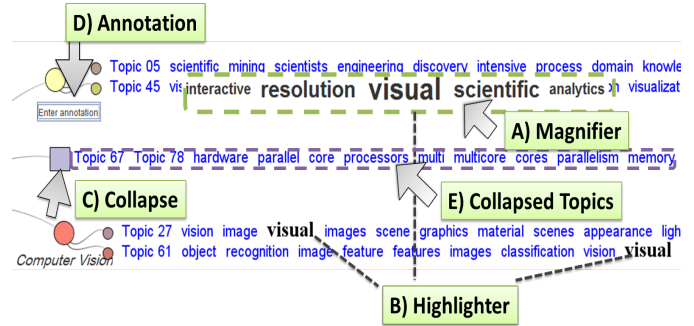 D) Annotation
Topic 05 scientific mining scientists engineering discovery intensive process domain knowle
Topic 45 vis
interactive resolution visual scientific analytics
n visualizat
Enter annotation
A) Magnifier
Topic 67 Topic 78 hardware parallel core processors multi multicore cores parallelism memory
C) Collapse
E) Collapsed Topics
Topic 27 vision image visual images scene graphics material scenes appearance ligh
Topic 61 object recognition image feature features images classification vision visual
Computer Vision
B) Highlighter